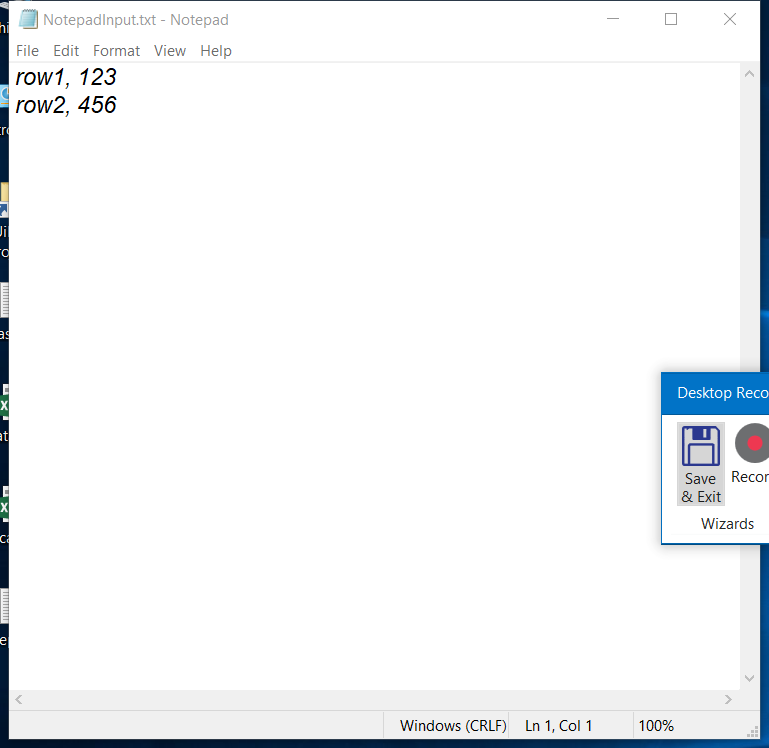 NotepadInput.txt - Notepad
File Edit Format View Help
row1, 123
row2, 456
Desktop Reco
Save
& Exit
Recor
Wizards
Windows (CRLF) Ln 1, Col 1 100%